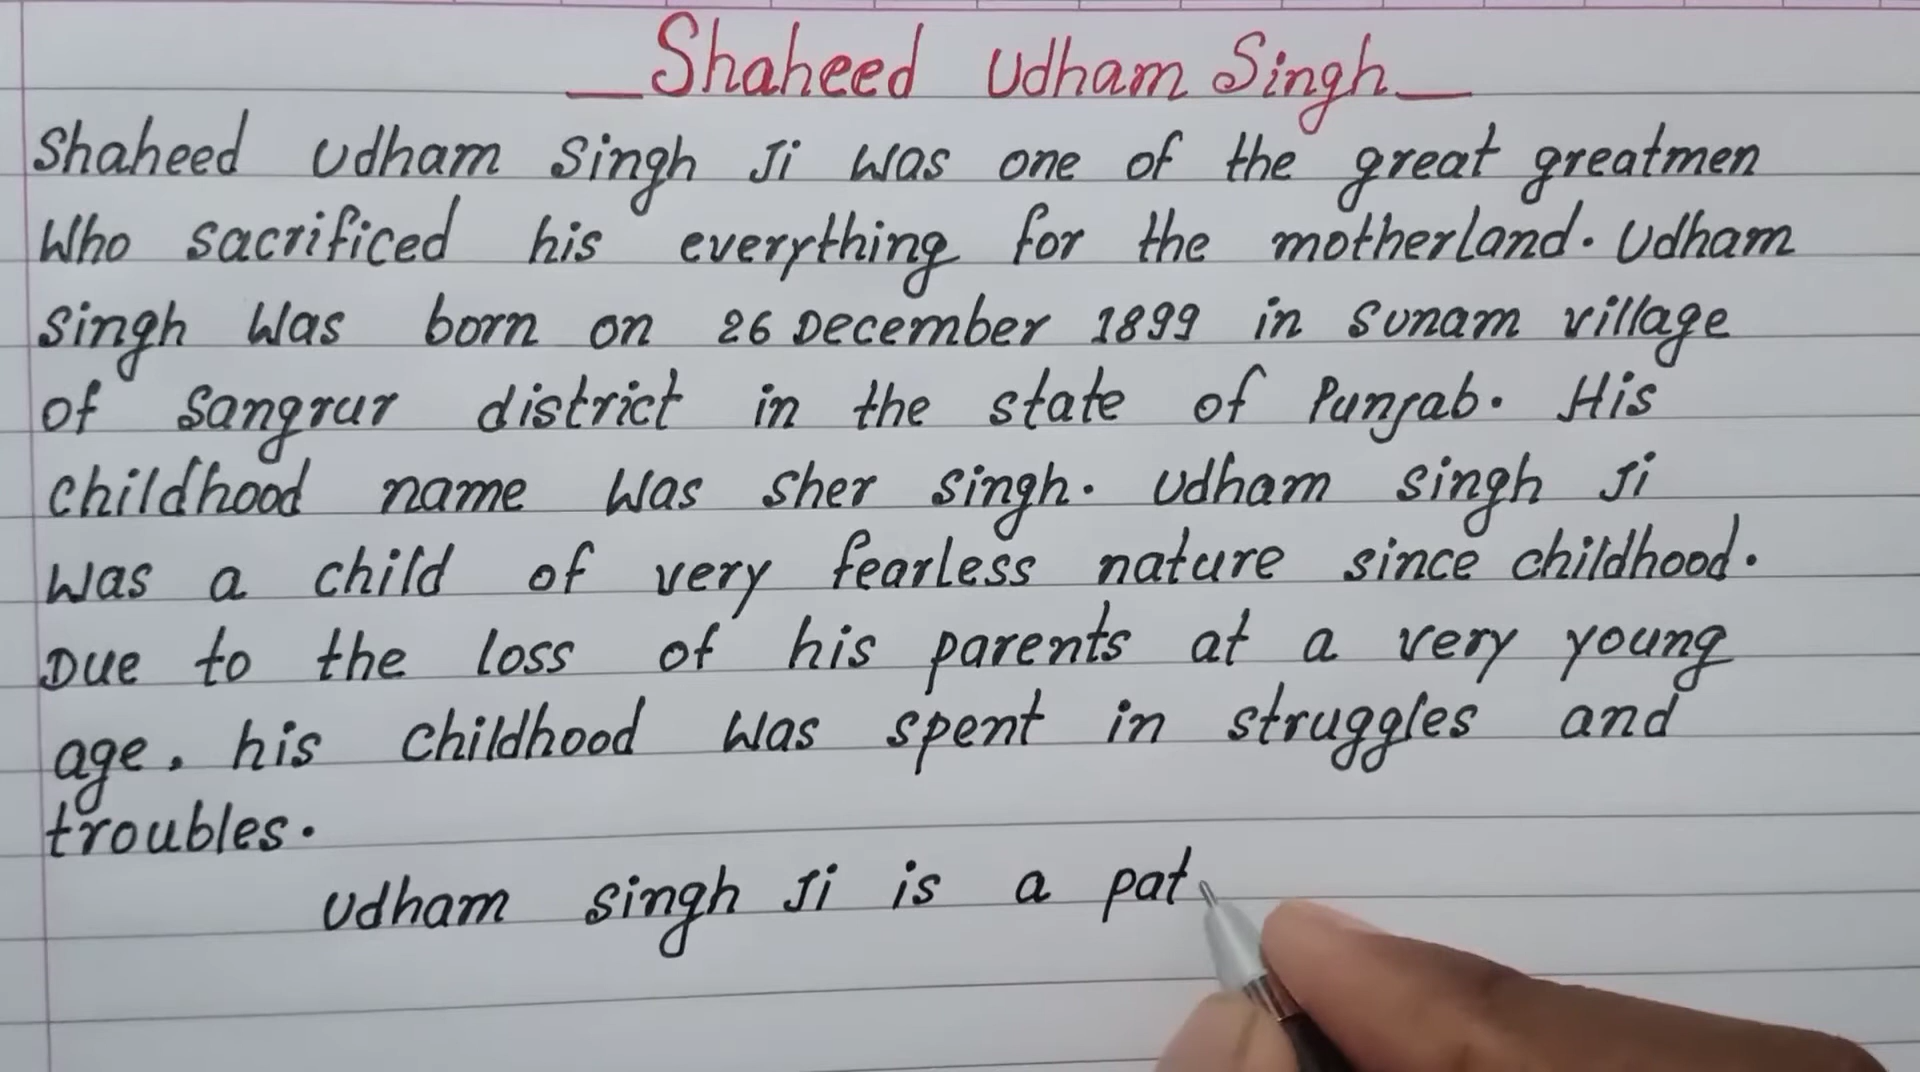 Shaheed Udham Singh
Shaheed Udham Singh Ji was one of the great greatmen
Who sacrificed his everything for the motherland. Udham
Singh was born on 26 December 1899 in Sunam village
of Sangrur district in the state of Punjab. His
childhood name was Sher Singh. Udham Singh Ji
was a child of very fearless nature since childhood.
Due to the loss of his parents at a very young
age, his childhood was spent in struggles and
troubles.
Udham Singh Ji is a pat